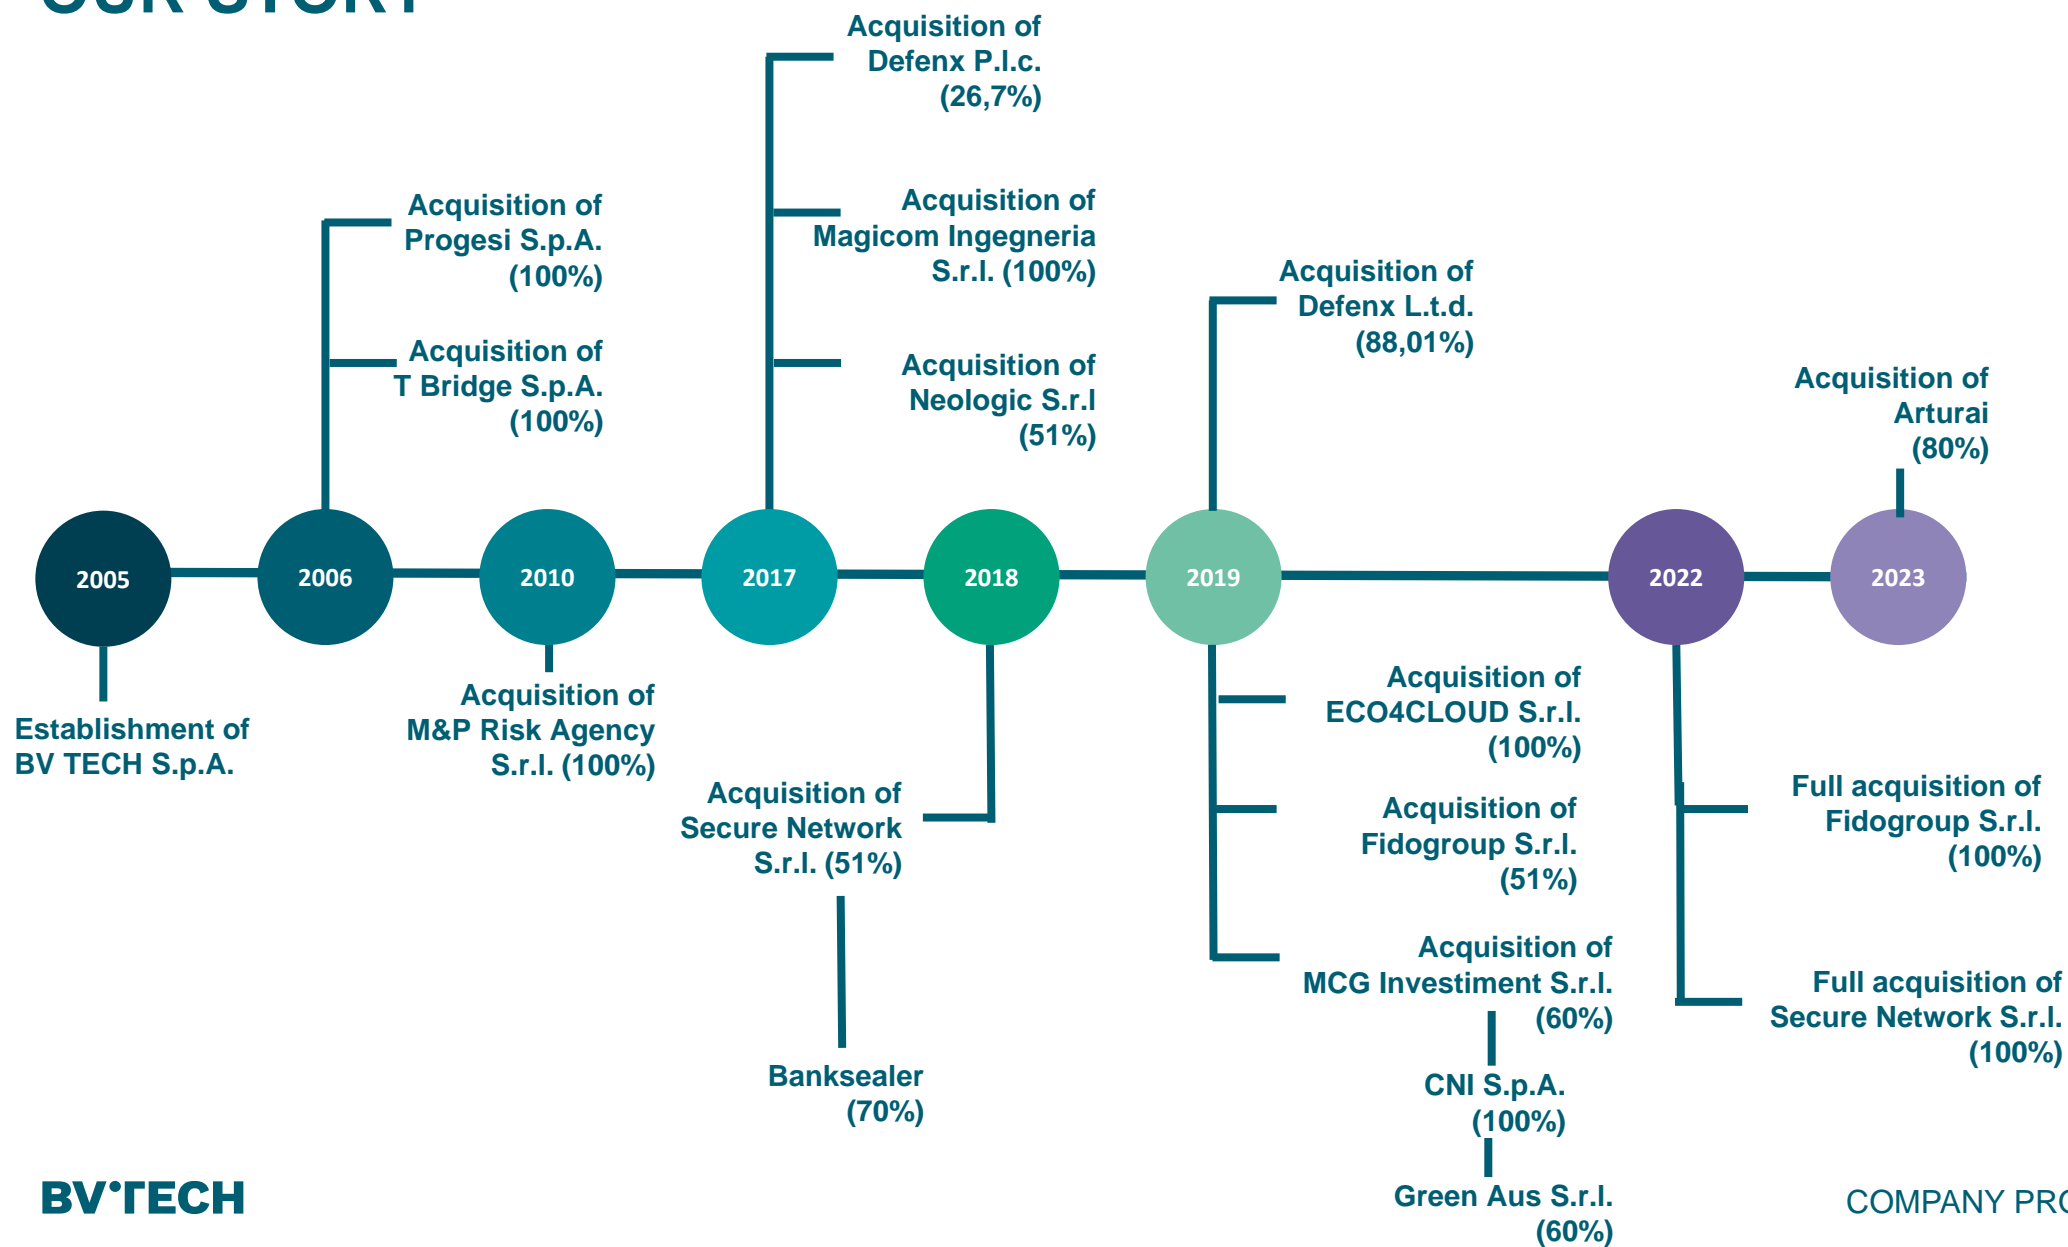 OUR STORY
Acquisition of
Defenx P.l.c.
(26,7%)
Acquisition of
Progesi S.p.A.
(100%)
Acquisition of
Magicom Ingegneria
S.r.l. (100%)
Acquisition of
Defenx L.t.d.
(88,01%)
Acquisition of
T Bridge S.p.A.
(100%)
Acquisition of
Neologic S.r.l
(51%)
Acquisition of
Arturai
(80%)
2005
2006
2010
2017
2018
2019
2022
2023
Establishment of
BV TECH S.p.A.
Acquisition of
M&P Risk Agency
S.r.l. (100%)
Acquisition of
Secure Network
S.r.l. (51%)
Banksealer
(70%)
Acquisition of
ECO4CLOUD S.r.l.
(100%)
Acquisition of
Fidogroup S.r.l.
(51%)
Acquisition of
MCG Investiment S.r.l.
(60%)
CNI S.p.A.
(100%)
Green Aus S.r.l.
(60%)
Full acquisition of
Fidogroup S.r.l.
(100%)
Full acquisition of
Secure Network S.r.l.
(100%)
BV TECH
COMPANY PRO